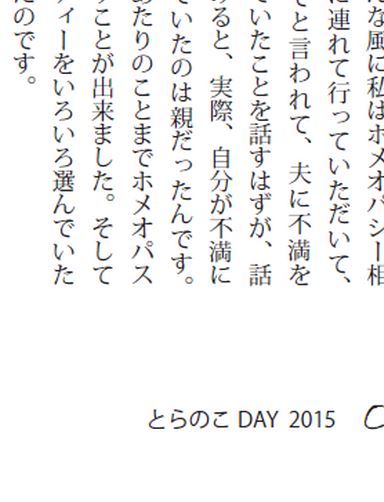 な風に私はホメオパシー相
に連れて行っていただいて、
そと言われて、夫に不満を
ていたことを話すはずが、話
めると、実際、自分が不満に
ていたのは親だったんです。
あたりのことまでホメオパス
すことが出来ました。そして
ディーをいろいろ選んでいた
たのです。
とらのこ DAY 2015